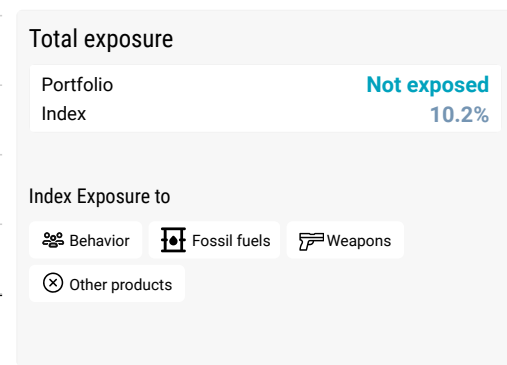 Total exposure
Portfolio Not exposed
Index 10.2%
Index Exposure to
Behavior Fossil fuels Weapons
Other products